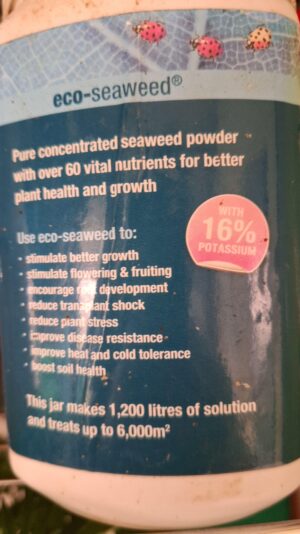 eco-seaweed®
Pure concentrated seaweed powder
with over 60 vital nutrients for better
plant health and growth
WITH
16%
POTASSIUM
Use eco-seaweed to:
• stimulate better growth
• stimulate flowering & fruiting
• encourage root development
• reduce transplant shock
• reduce plant stress
• improve disease resistance
• improve heat and cold tolerance
• boost soil health
This jar makes 1,200 litres of solution
and treats up to 6,000m²